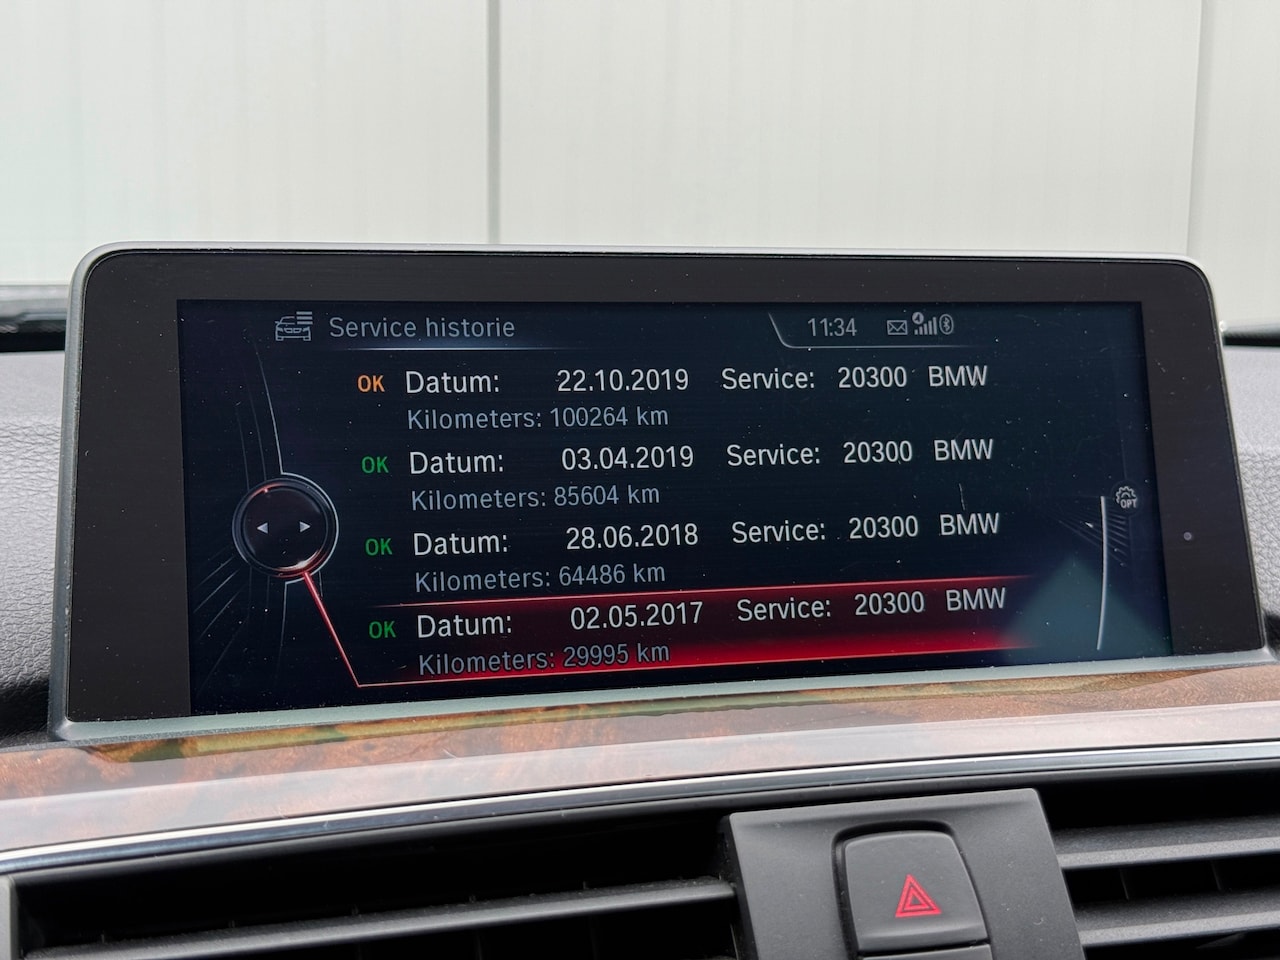 Service historie 11:34
OK Datum: 22.10.2019 Service: 20300 BMW
Kilometers: 100264 km
OK Datum: 03.04.2019 Service: 20300 BMW
Kilometers: 85604 km
OPT
OK Datum: 28.06.2018 Service: 20300 BMW
Kilometers: 64486 km
OK Datum: 02.05.2017 Service: 20300 BMW
Kilometers: 29995 km